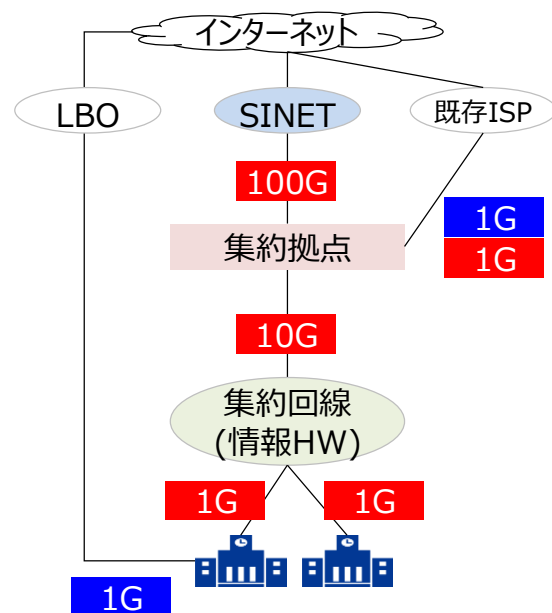 インターネット
LBO
SINET
既存ISP
100G
1G
1G
集約拠点
10G
集約回線
(情報HW)
1G
1G
1G